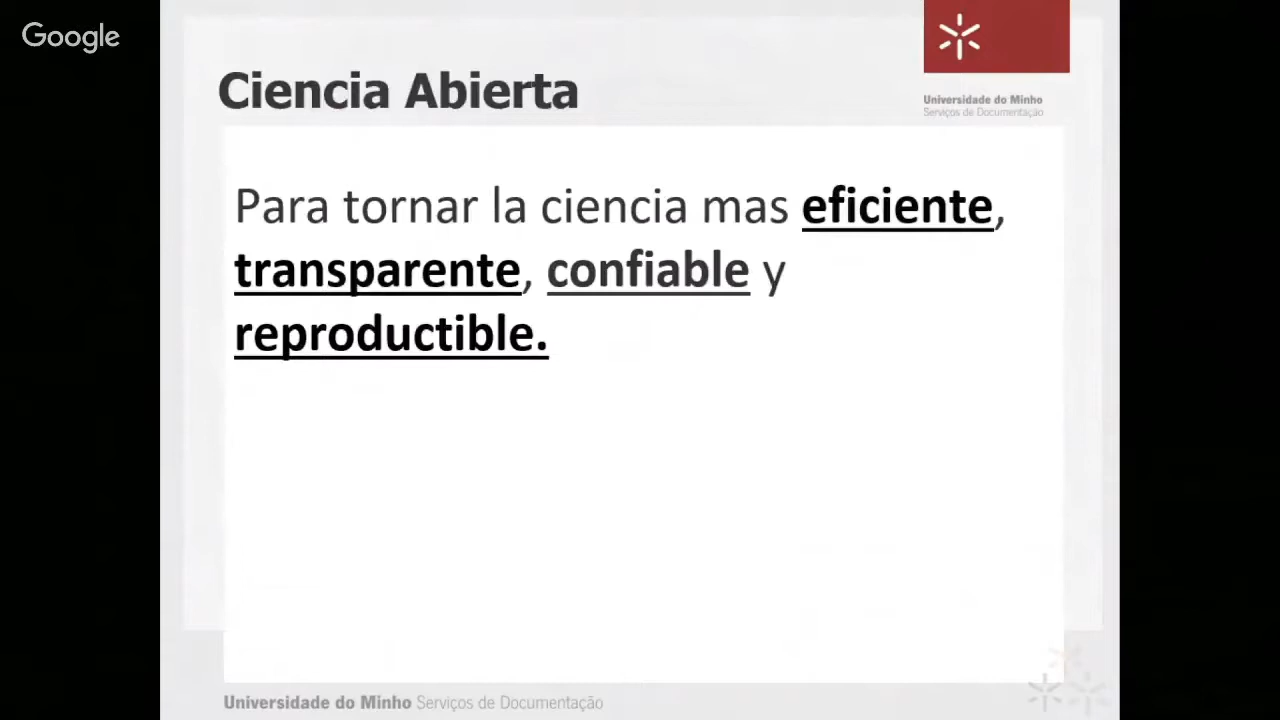 Google
Ciencia Abierta
Universidade do Minho
Serviços de Documentação
Para tornar la ciencia mas eficiente,
transparente, confiable y
reproductible.
Universidade do Minho Serviços de Documentação